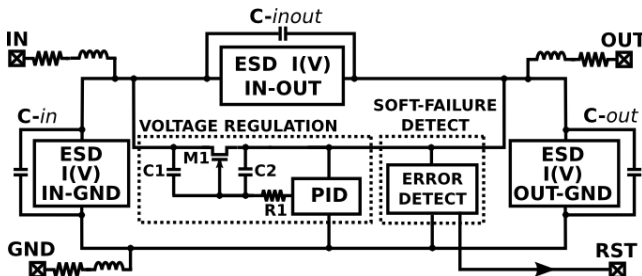 C-inout
IN
OUT
ESD I(V)
IN-OUT
C-in
SOFT-FAILURE
DETECT
C-out
VOLTAGE REGULATION
ESD
I(V)
IN-GND
C1
M1
C2
R1
PID
ERROR
DETECT
ESD
I(V)
OUT-GND
GND
RST